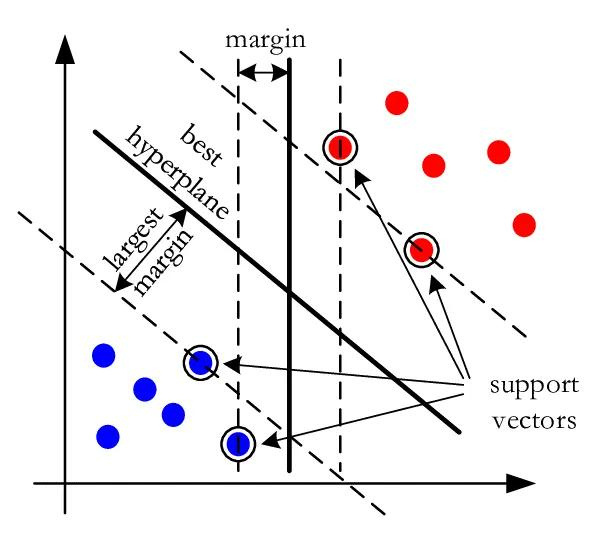 margin
best
hyperplane
largest
margin
support
vectors